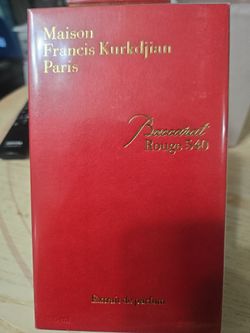 Maison
Francis Kurkdjian
Paris
Baccarat
Rouge 540
Extrait de parfum